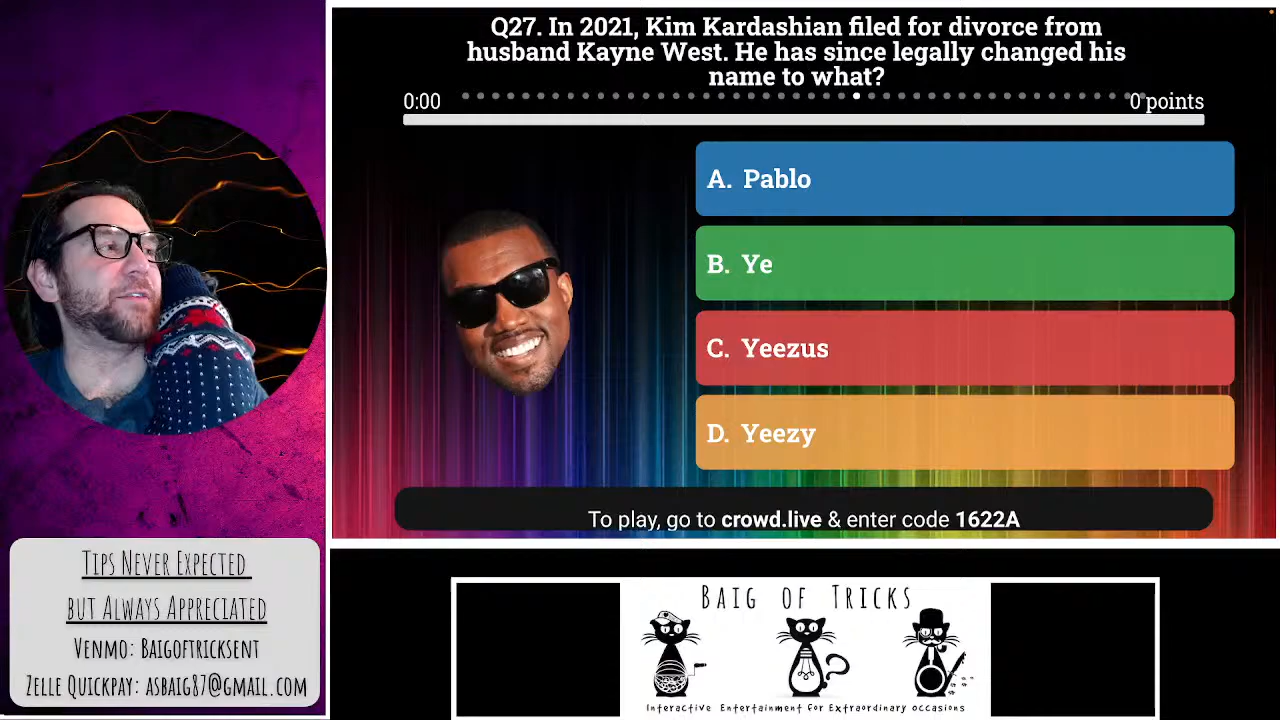 Q27. In 2021, Kim Kardashian filed for divorce from
husband Kayne West. He has since legally changed his
name to what?
0:00
0 points
A. Pablo
B. Ye
C. Yeezus
D. Yeezy
To play, go to crowd.live & enter code 1622A
Tips Never Expected
but Always Appreciated
Venmo: Baigoftricksent
Zelle Quickpay: asbaig87@gmail.com
Baig of Tricks
Interactive Entertainment for Extraordinary Occasions